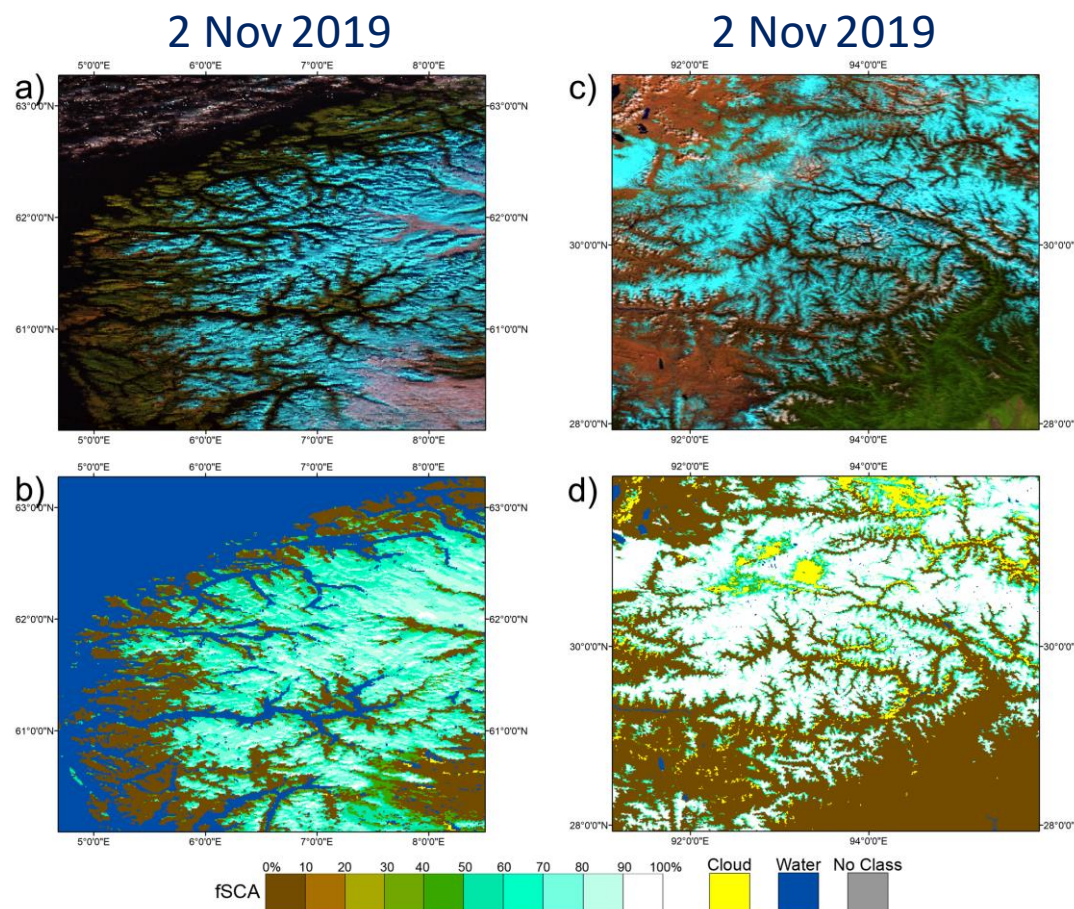 2 Nov 2019
2 Nov 2019
5°0'0"E 6°0'0"E 7°0'0"E 8°0'0"E
92°0'0"E 94°0'0"E
a)
c)
63°0'0"N
63°0'0"N
62°0'0"N
62°0'0"N
61°0'0"N
61°0'0"N
30°0'0"N
30°0'0"N
28°0'0"N
28°0'0"N
5°0'0"E 6°0'0"E 7°0'0"E 8°0'0"E
92°0'0"E 94°0'0"E
5°0'0"E 6°0'0"E 7°0'0"E 8°0'0"E
92°0'0"E 94°0'0"E
b)
d)
63°0'0"N
63°0'0"N
62°0'0"N
62°0'0"N
61°0'0"N
61°0'0"N
30°0'0"N
30°0'0"N
28°0'0"N
28°0'0"N
5°0'0"E 6°0'0"E 7°0'0"E 8°0'0"E
92°0'0"E 94°0'0"E
0% 10 20 30 40 50 60 70 80 90 100% Cloud Water No Class
fSCA